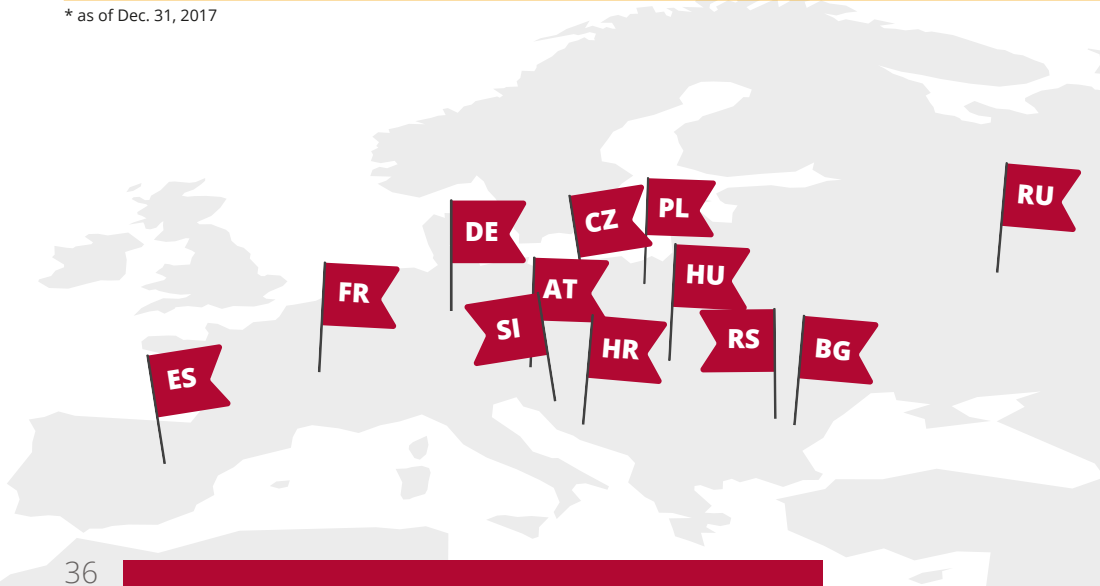 * as of Dec. 31, 2017
RU
PL
CZ
DE
HU
AT
FR
SI
RS
HR
BG
ES
36